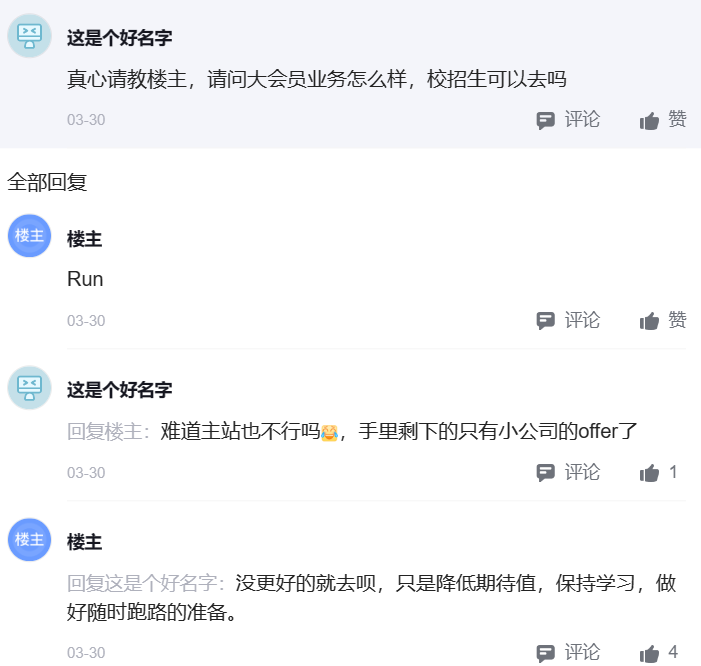 这是个好名字
真心请教楼主，请问大会员业务怎么样，校招生可以去吗
03-30 评论 赞
全部回复
楼主 楼主
Run
03-30 评论 赞
这是个好名字
回复楼主：难道主站也不行吗😂，手里剩下的只有小公司的offer了
03-30 评论 1
楼主 楼主
回复这是个好名字：没更好的就去呗，只是降低期待值，保持学习，做
好随时跑路的准备。
03-30 评论 4